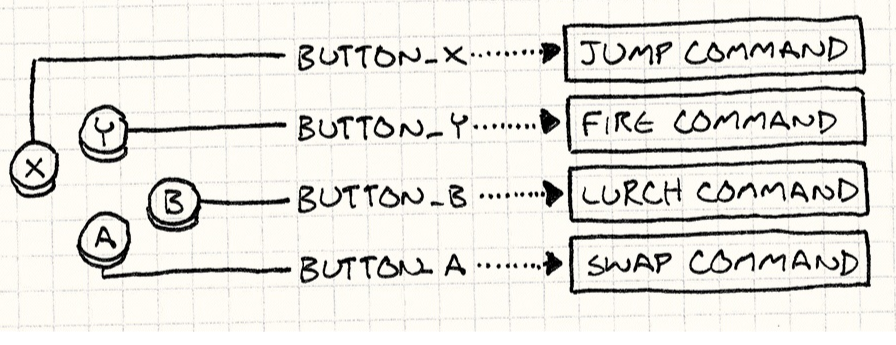 BUTTON_X JUMP COMMAND
Y BUTTON_Y FIRE COMMAND
X
B BUTTON_B LURCH COMMAND
A BUTTON_A SWAP COMMAND